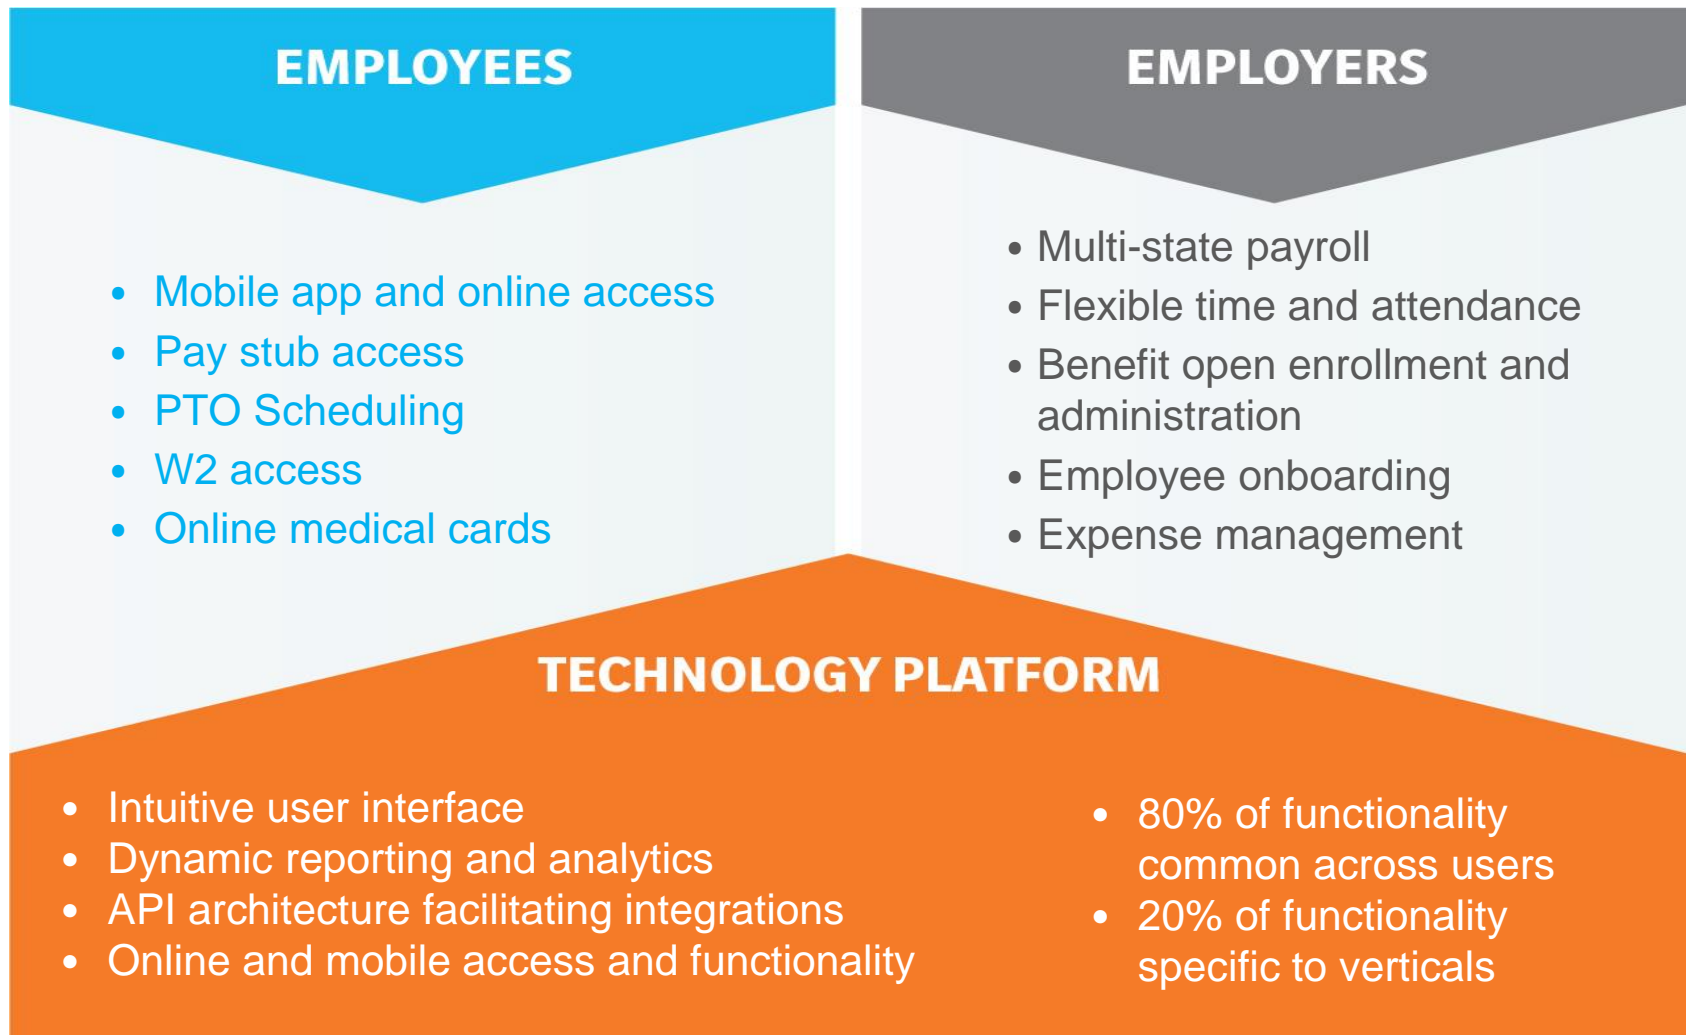 EMPLOYEES
• Mobile app and online access
• Pay stub access
• PTO Scheduling
• W2 access
• Online medical cards
EMPLOYERS
• Multi-state payroll
• Flexible time and attendance
• Benefit open enrollment and
administration
• Employee onboarding
• Expense management
TECHNOLOGY PLATFORM
• Intuitive user interface
• Dynamic reporting and analytics
• API architecture facilitating integrations
• Online and mobile access and functionality
• 80% of functionality
common across users
• 20% of functionality
specific to verticals